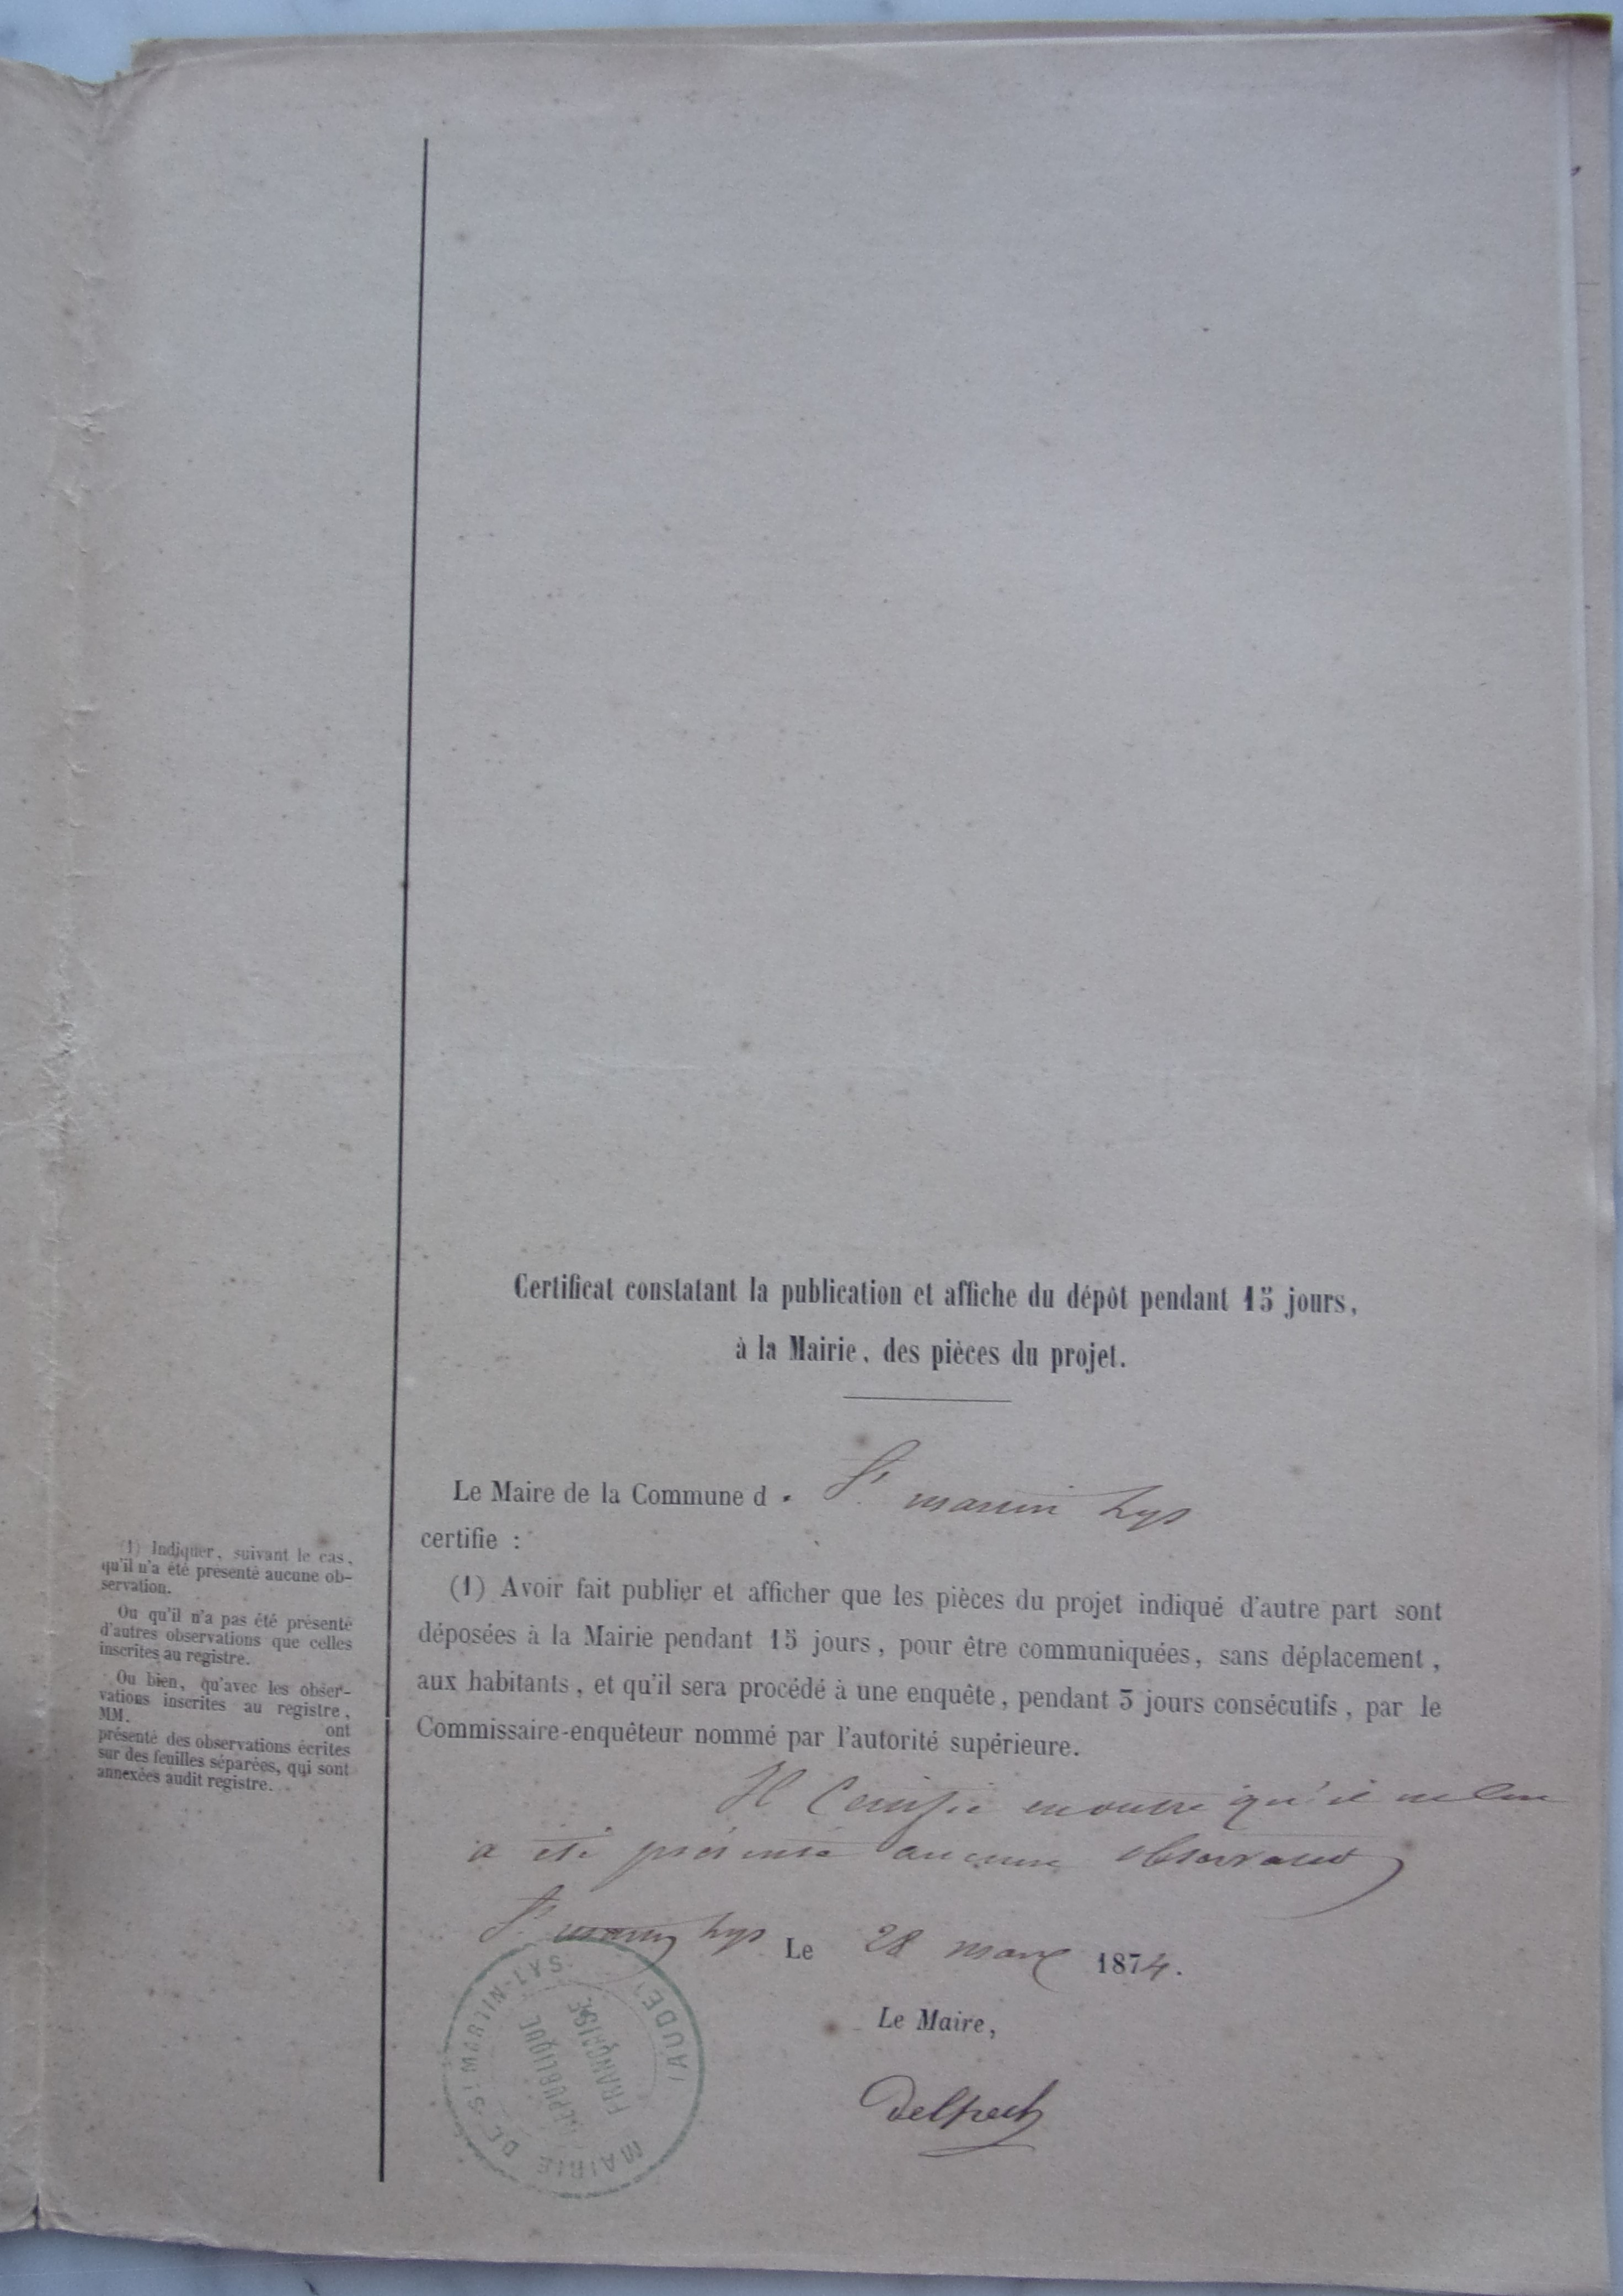 Certificat constatant la publication et affiche du dépôt pendant 15 jours,
à la Mairie, des pièces du projet.
Le Maire de la Commune d. St. martin Lys
certifie :
(1) Avoir fait publier et afficher que les pièces du projet indiqué d'autre part sont
déposées à la Mairie pendant 15 jours, pour être communiquées, sans déplacement,
aux habitants, et qu'il sera procédé à une enquête, pendant 3 jours consécutifs, par le
Commissaire-enquêteur nommé par l'autorité supérieure.
(1) Indiquer, suivant le cas,
qu'il n'a été présenté aucune ob-
servation.
Ou qu'il n'a pas été présenté
d'autres observations que celles
inscrites au registre.
Ou bien, qu'avec les obser-
vations inscrites au registre,
MM. ont
présenté des observations écrites
sur des feuilles séparées, qui sont
annexées audit registre.
Il Certifie en outre qu'il
a été présenté aucune
St. martin Lys Le 28 mars 1874.
Le Maire,
Delpech
MAIRIE DE St MARTIN-LYS (AUDE)
RÉPUBLIQUE
FRANÇAISE